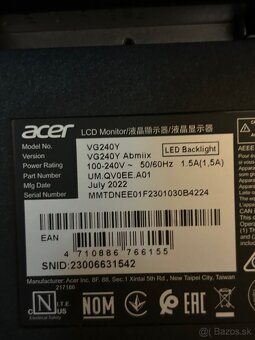 acer LCD Monitor/液晶顯示器/液晶显示器
Model No. VG240Y LED Backlight
Version VG240Y Abmiix
Power Rating 100-240V ~ 50/60Hz 1.5A(1,5A)
Part Number UM.QV0EE.A01
Mfg Date July 2022
Serial Number MMTDNEE01F2301030B4224
EAN
4 710886 766155
SNID:23006631542
Manufacturer: Acer Inc. 8F, 88, Sec.1 Xintai 5th Rd., New Taipei City
217166
N I.T.E.
C US
NOM
bazos.sk